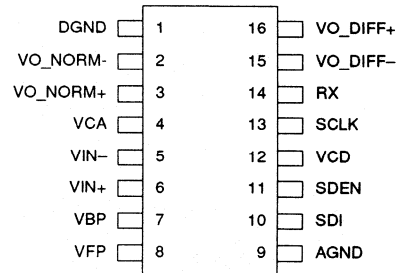 DGND 1 16 VO_DIFF+
VO_NORM- 2 15 VO_DIFF–
VO_NORM+ 3 14 RX
VCA 4 13 SCLK
VIN– 5 12 VCD
VIN+ 6 11 SDEN
VBP 7 10 SDI
VFP 8 9 AGND